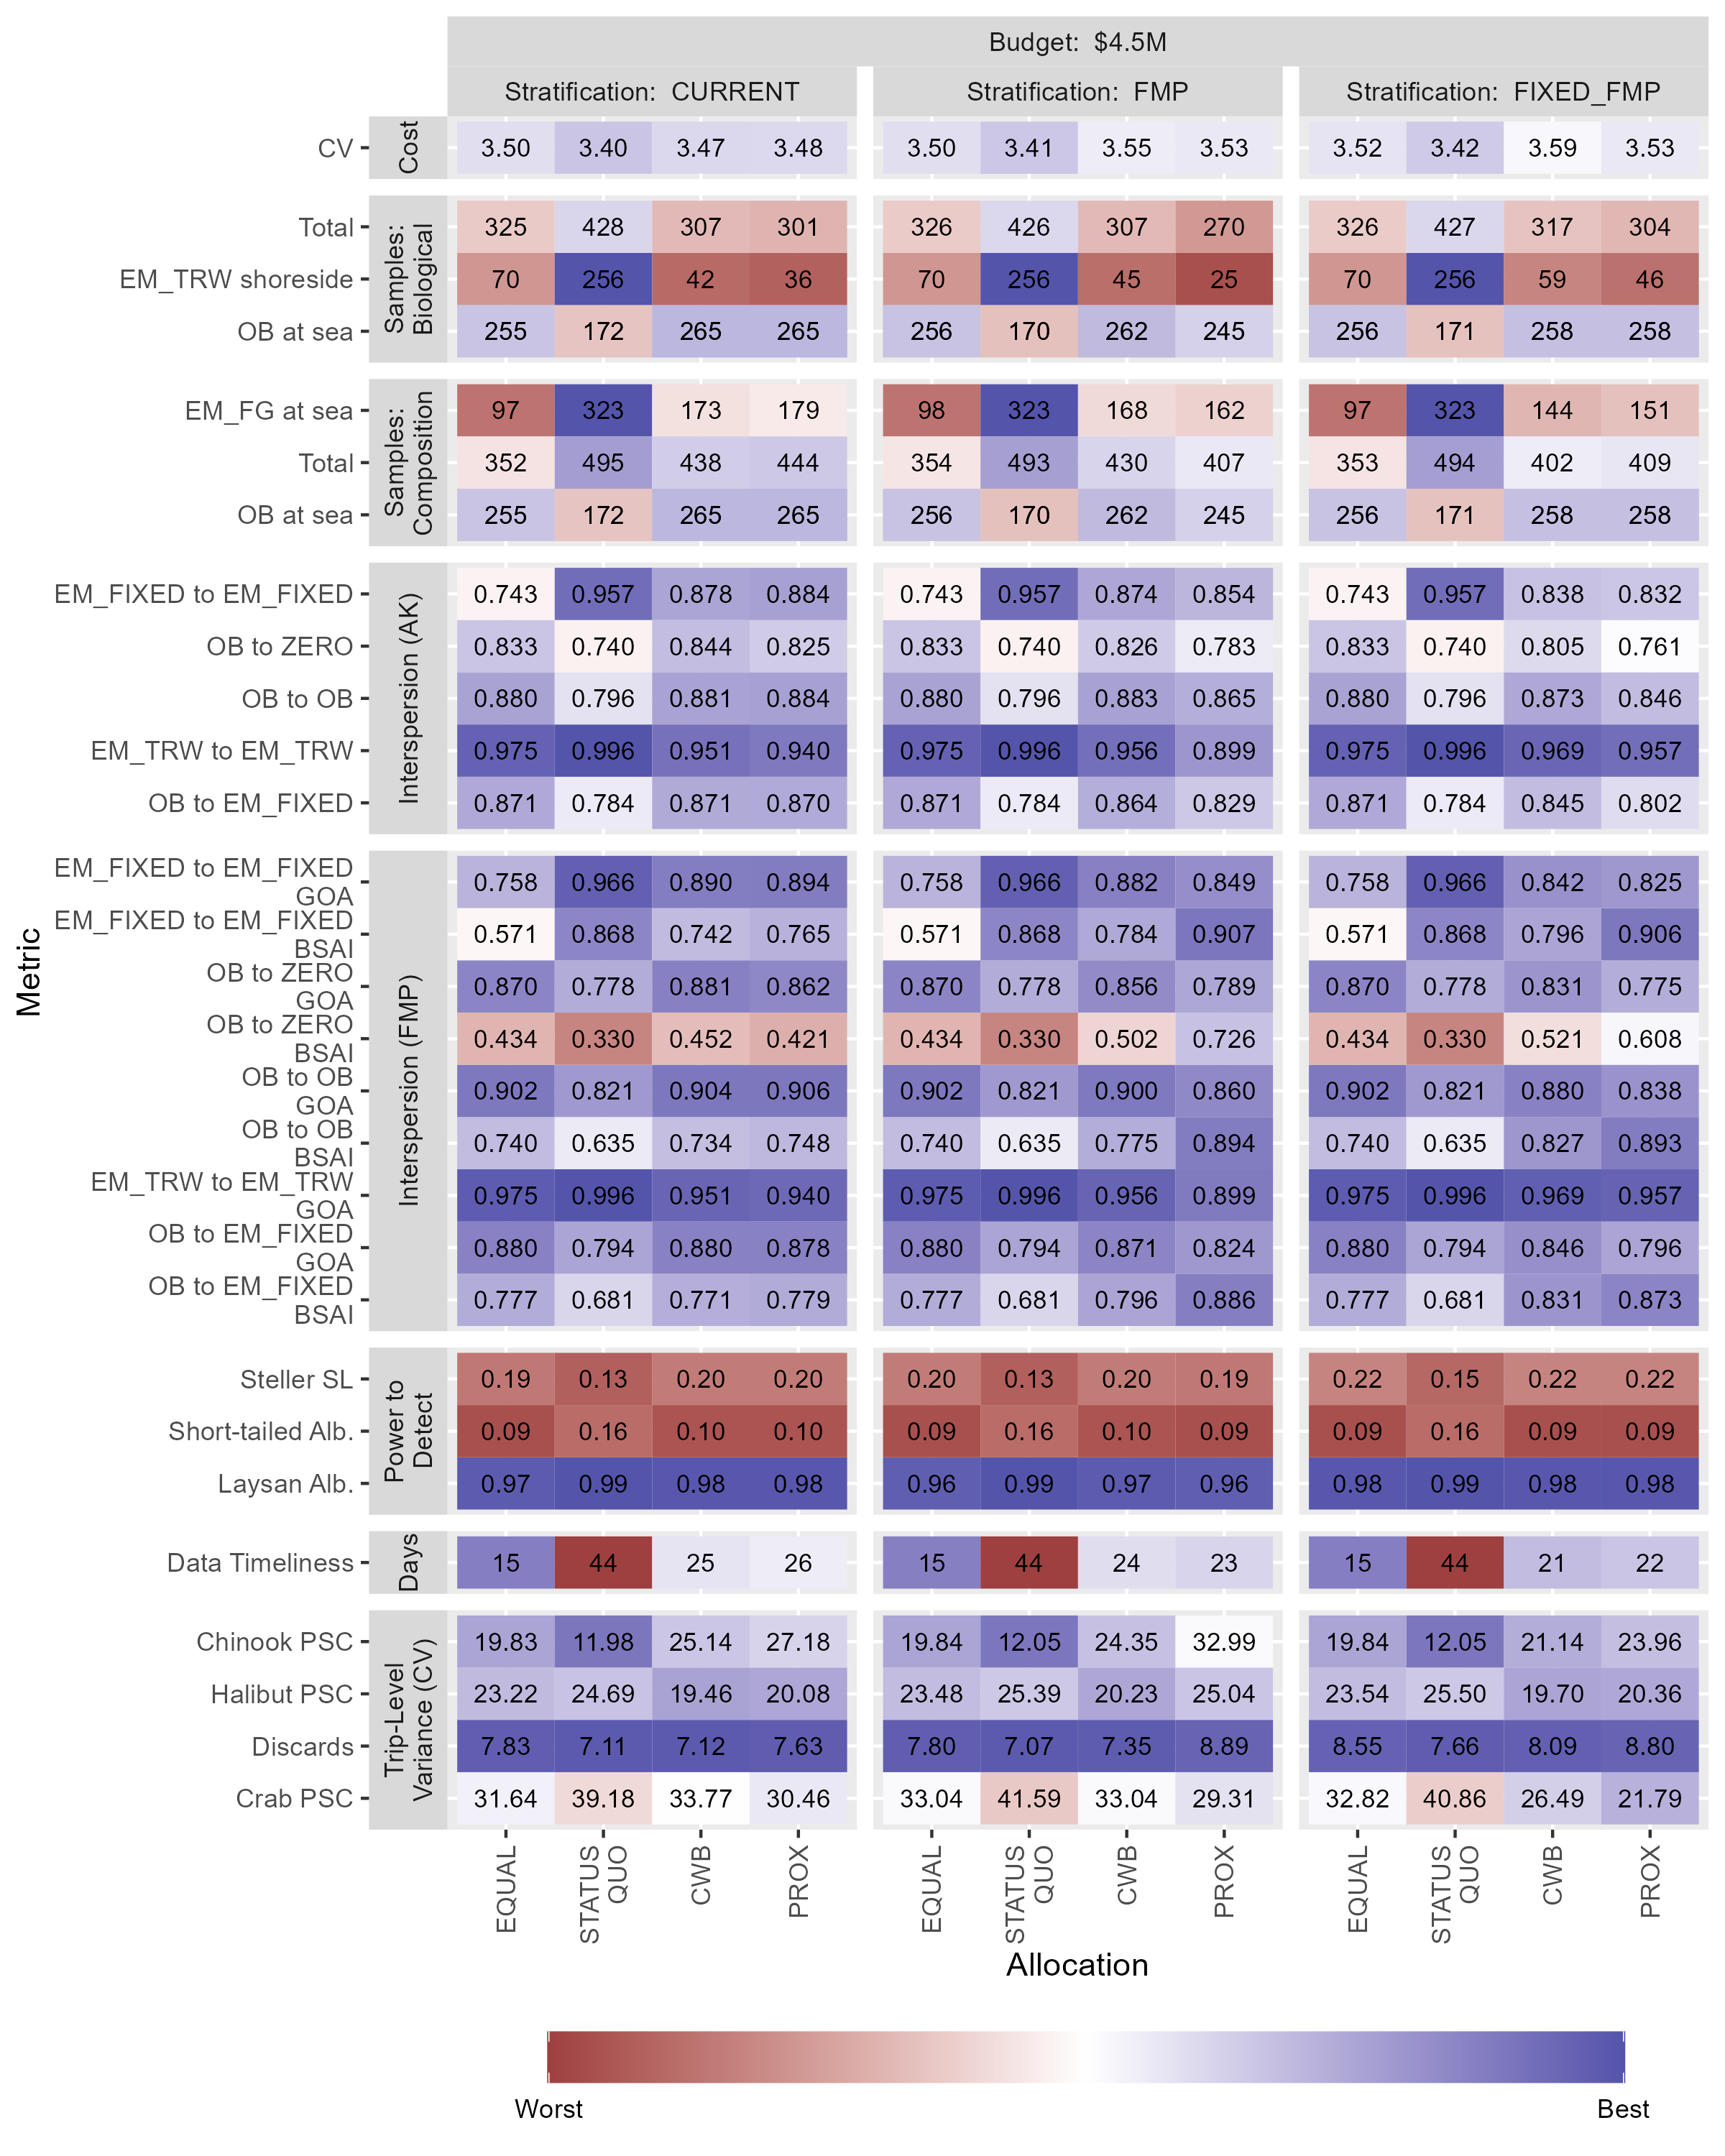 Budget: $4.5M
Stratification: CURRENT Stratification: FMP Stratification: FIXED_FMP
Cost
CV 3.50 3.40 3.47 3.48 3.50 3.41 3.55 3.53 3.52 3.42 3.59 3.53
Samples:
Biological
Total 325 428 307 301 326 426 307 270 326 427 317 304
EM_TRW shoreside 70 256 42 36 70 256 45 25 70 256 59 46
OB at sea 255 172 265 265 256 170 262 245 256 171 258 258
Samples:
Composition
EM_FG at sea 97 323 173 179 98 323 168 162 97 323 144 151
Total 352 495 438 444 354 493 430 407 353 494 402 409
OB at sea 255 172 265 265 256 170 262 245 256 171 258 258
Interspersion (AK)
EM_FIXED to EM_FIXED 0.743 0.957 0.878 0.884 0.743 0.957 0.874 0.854 0.743 0.957 0.838 0.832
OB to ZERO 0.833 0.740 0.844 0.825 0.833 0.740 0.826 0.783 0.833 0.740 0.805 0.761
OB to OB 0.880 0.796 0.881 0.884 0.880 0.796 0.883 0.865 0.880 0.796 0.873 0.846
EM_TRW to EM_TRW 0.975 0.996 0.951 0.940 0.975 0.996 0.956 0.899 0.975 0.996 0.969 0.957
OB to EM_FIXED 0.871 0.784 0.871 0.870 0.871 0.784 0.864 0.829 0.871 0.784 0.845 0.802
Metric
Interspersion (FMP)
EM_FIXED to EM_FIXED
GOA 0.758 0.966 0.890 0.894 0.758 0.966 0.882 0.849 0.758 0.966 0.842 0.825
EM_FIXED to EM_FIXED
BSAI 0.571 0.868 0.742 0.765 0.571 0.868 0.784 0.907 0.571 0.868 0.796 0.906
OB to ZERO
GOA 0.870 0.778 0.881 0.862 0.870 0.778 0.856 0.789 0.870 0.778 0.831 0.775
OB to ZERO
BSAI 0.434 0.330 0.452 0.421 0.434 0.330 0.502 0.726 0.434 0.330 0.521 0.608
OB to OB
GOA 0.902 0.821 0.904 0.906 0.902 0.821 0.900 0.860 0.902 0.821 0.880 0.838
OB to OB
BSAI 0.740 0.635 0.734 0.748 0.740 0.635 0.775 0.894 0.740 0.635 0.827 0.893
EM_TRW to EM_TRW
GOA 0.975 0.996 0.951 0.940 0.975 0.996 0.956 0.899 0.975 0.996 0.969 0.957
OB to EM_FIXED
GOA 0.880 0.794 0.880 0.878 0.880 0.794 0.871 0.824 0.880 0.794 0.846 0.796
OB to EM_FIXED
BSAI 0.777 0.681 0.771 0.779 0.777 0.681 0.796 0.886 0.777 0.681 0.831 0.873
Power to
Detect
Steller SL 0.19 0.13 0.20 0.20 0.20 0.13 0.20 0.19 0.22 0.15 0.22 0.22
Short-tailed Alb. 0.09 0.16 0.10 0.10 0.09 0.16 0.10 0.09 0.09 0.16 0.09 0.09
Laysan Alb. 0.97 0.99 0.98 0.98 0.96 0.99 0.97 0.96 0.98 0.99 0.98 0.98
Days
Data Timeliness 15 44 25 26 15 44 24 23 15 44 21 22
Trip-Level
Variance (CV)
Chinook PSC 19.83 11.98 25.14 27.18 19.84 12.05 24.35 32.99 19.84 12.05 21.14 23.96
Halibut PSC 23.22 24.69 19.46 20.08 23.48 25.39 20.23 25.04 23.54 25.50 19.70 20.36
Discards 7.83 7.11 7.12 7.63 7.80 7.07 7.35 8.89 8.55 7.66 8.09 8.80
Crab PSC 31.64 39.18 33.77 30.46 33.04 41.59 33.04 29.31 32.82 40.86 26.49 21.79
EQUAL STATUS QUO CWB PROX EQUAL STATUS QUO CWB PROX EQUAL STATUS QUO CWB PROX
Allocation
Worst Best